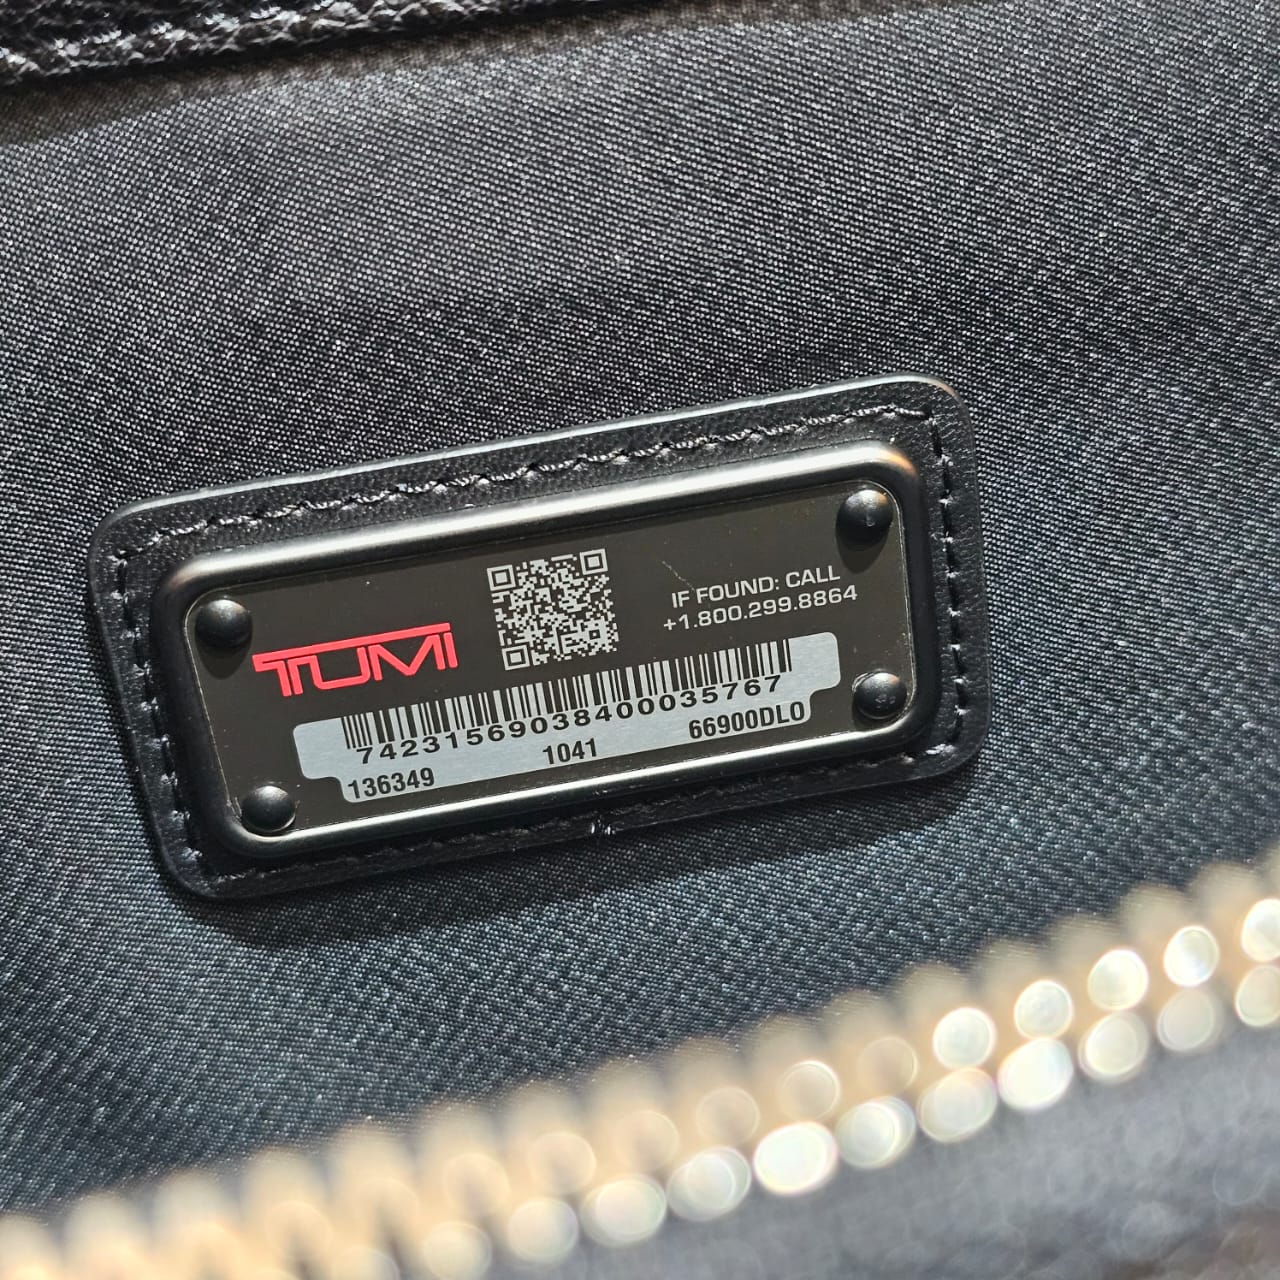 TUMI
IF FOUND: CALL
+1.800.299.8864
74231569038400035767
136349 1041 66900DL0